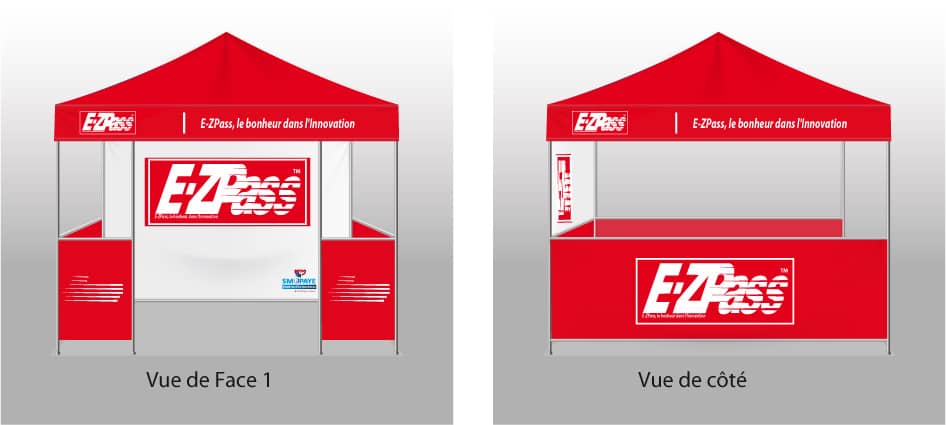 E-ZPass
E-ZPass, le bonheur dans l'Innovation
E-ZPass
TM
E-ZPass, le bonheur dans l'Innovation
SMOPAYE
Vue de Face 1
E-ZPass
E-ZPass, le bonheur dans l'Innovation
E-ZPass
TM
E-ZPass, le bonheur dans l'Innovation
Vue de côté